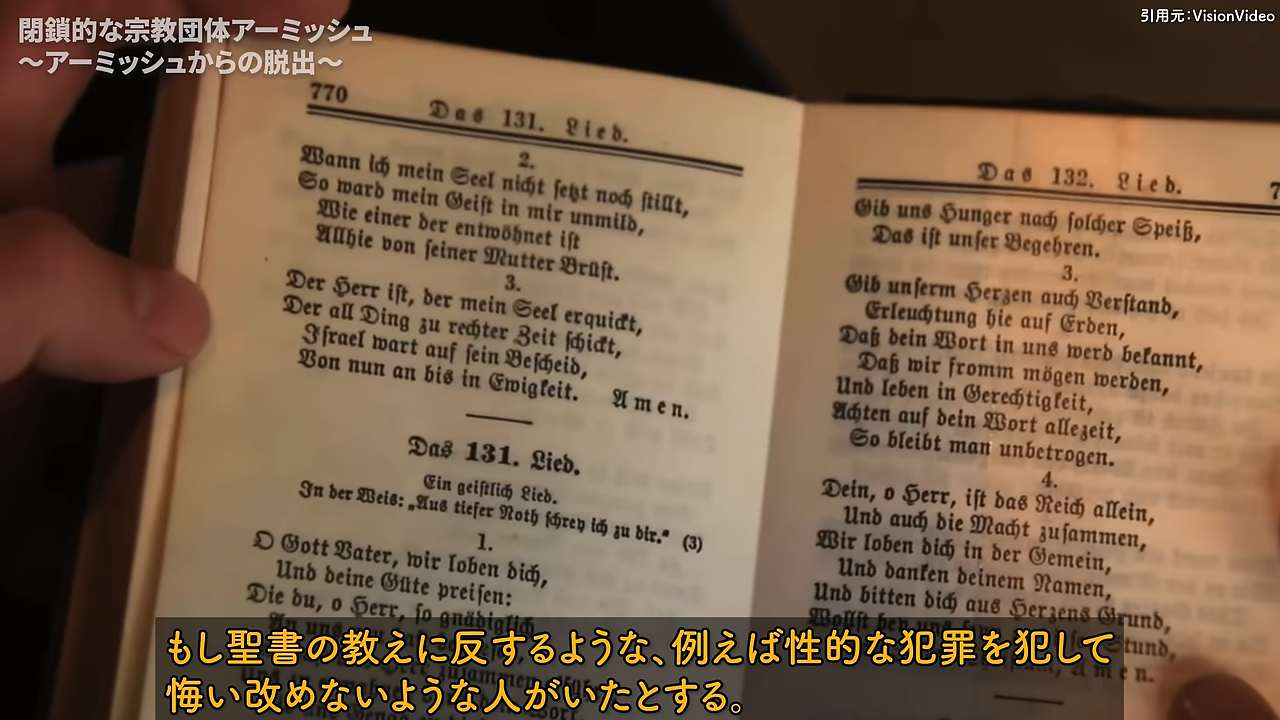 閉鎖的な宗教団体アーミッシュ
〜アーミッシュからの脱出〜
引用元:VisionVideo
770
Das 131. Lied.
2.
Wann ich mein Seel nicht setzt noch stillt,
So ward mein Geist in mir unmild,
Wie einer der entwöhnet ist
Allhie von seiner Mutter Brüst.
3.
Der Herr ist, der mein Seel erquickt,
Der all Ding zu rechter Zeit schickt,
Israel wart auf sein Bescheid,
Von nun an bis in Ewigkeit. Amen.
Das 131. Lied.
Ein geistlich Lied.
In der Weis: „Aus tiefer Noth schrey ich zu dir.“ (3)
1.
O Gott Vater, wir loben dich,
Und deine Güte preisen:
Die du, o Herr, so gnädiglich
Das 132. Lied.
7
Gib uns Hunger nach solcher Speiß,
Das ist unser Begehren.
3.
Gib unserm Herzen auch Verstand,
Erleuchtung hie auf Erden,
Daß dein Wort in uns werd bekannt,
Daß wir fromm mögen werden,
Und leben in Gerechtigkeit,
Achten auf dein Wort allezeit,
So bleibt man unbetrogen.
4.
Dein, o Herr, ist das Reich allein,
Und auch die Macht zusammen,
Wir loben dich in der Gemein,
Und danken deinem Namen,
Und bitten dich aus Herzens Grund,
もし聖書の教えに反するような、例えば性的な犯罪を犯して
悔い改めないような人がいたとする。